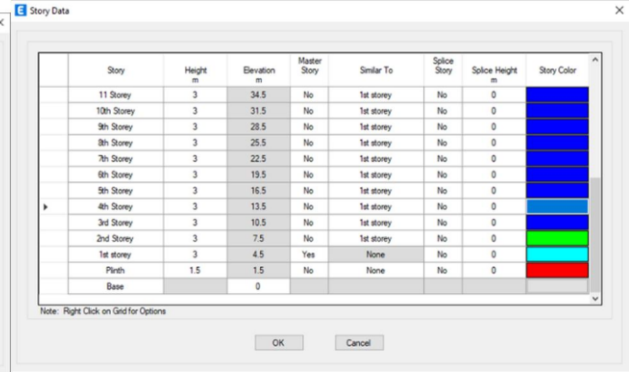 E Story Data
Story Height m Elevation m Master Story Similar To Splice Story Splice Height m Story Color
11 Storey 3 34.5 No 1st storey No 0
10th Storey 3 31.5 No 1st storey No 0
9th Storey 3 28.5 No 1st storey No 0
8th Storey 3 25.5 No 1st storey No 0
7th Storey 3 22.5 No 1st storey No 0
6th Storey 3 19.5 No 1st storey No 0
5th Storey 3 16.5 No 1st storey No 0
4th Storey 3 13.5 No 1st storey No 0
3rd Storey 3 10.5 No 1st storey No 0
2nd Storey 3 7.5 No 1st storey No 0
1st storey 3 4.5 Yes None No 0
Plinth 1.5 1.5 No None No 0
Base 0
Note: Right Click on Grid for Options
OK Cancel